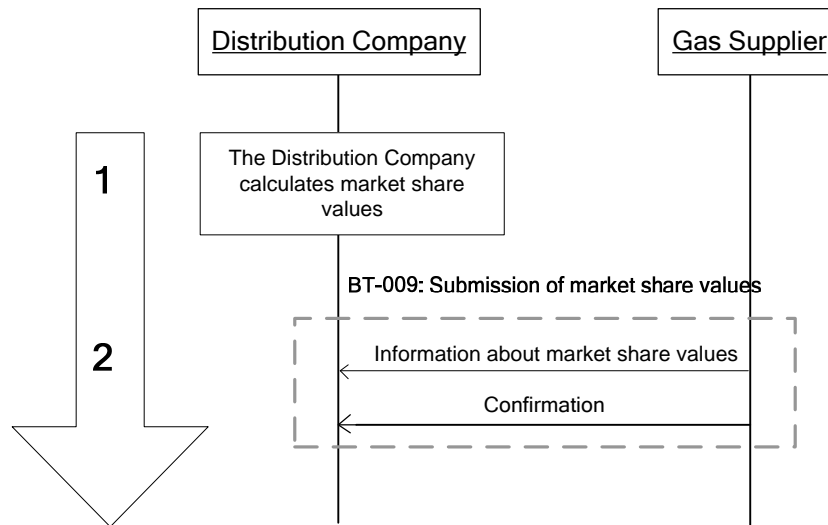 Distribution Company
Gas Supplier
1
The Distribution Company
calculates market share
values
BT-009: Submission of market share values
2
Information about market share values
Confirmation